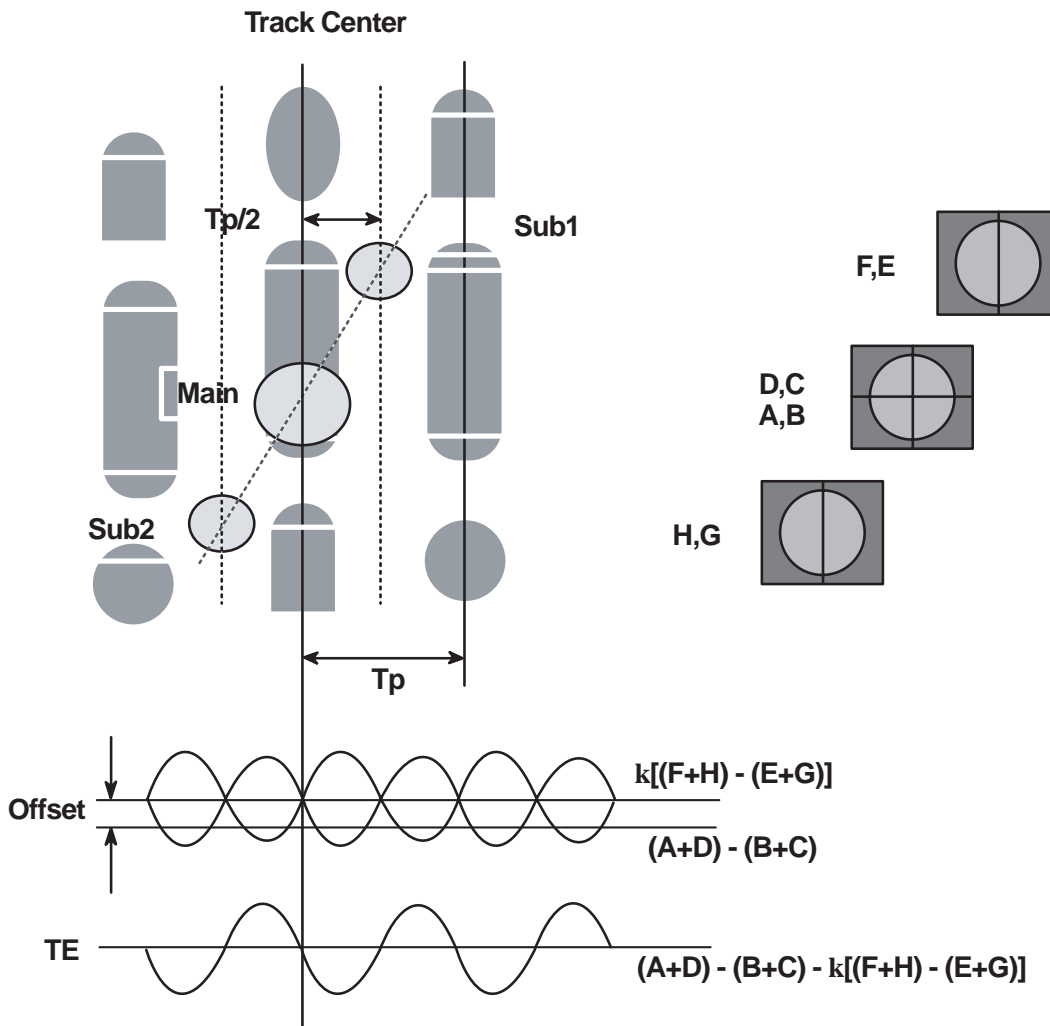 Track Center
Tp/2
Sub1
F,E
Main
D,C
A,B
Sub2
H,G
Tp
k[(F+H) - (E+G)]
Offset
(A+D) - (B+C)
TE
(A+D) - (B+C) - k[(F+H) - (E+G)]